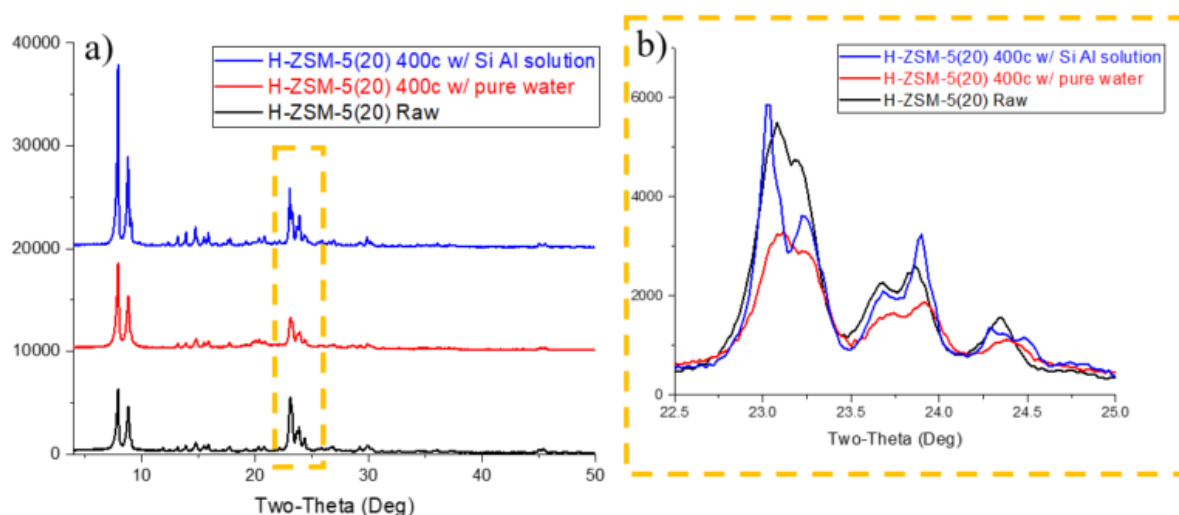 a)
H-ZSM-5(20) 400c w/ Si Al solution
H-ZSM-5(20) 400c w/ pure water
H-ZSM-5(20) Raw
40000
30000
20000
10000
0
10 20 30 40 50
Two-Theta (Deg)
b)
H-ZSM-5(20) 400c w/ Si Al solution
H-ZSM-5(20) 400c w/ pure water
H-ZSM-5(20) Raw
6000
4000
2000
0
22.5 23.0 23.5 24.0 24.5 25.0
Two-Theta (Deg)